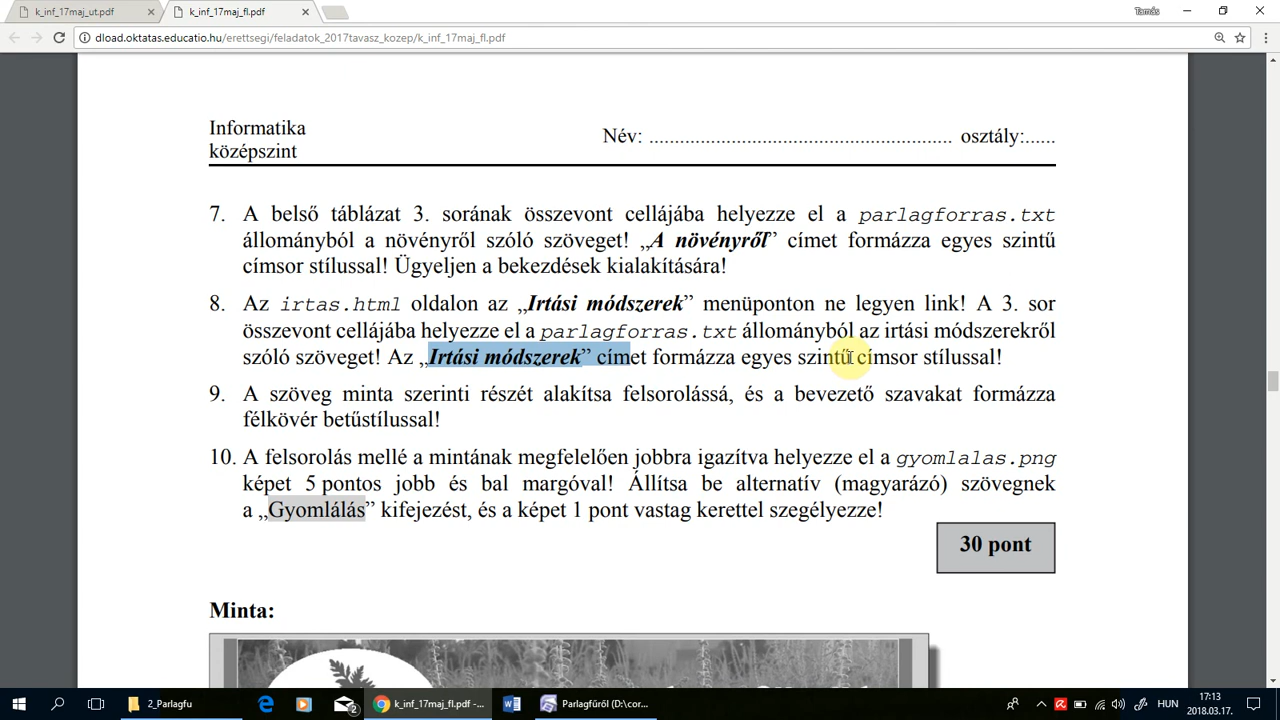 k_inf_17maj_ut.pdf
k_inf_17maj_fl.pdf
Tamás
dload.oktatas.educatio.hu/erettsegi/feladatok_2017tavasz_kozep/k_inf_17maj_fl.pdf
Informatika
középszint
Név: .......................................................... osztály:......
7. A belső táblázat 3. sorának összevont cellájába helyezze el a parlagforras.txt
állományból a növényről szóló szöveget! „A növényről” címet formázza egyes szintű
címsor stílussal! Ügyeljen a bekezdések kialakítására!
8. Az irtas.html oldalon az „Irtási módszerek” menüponton ne legyen link! A 3. sor
összevont cellájába helyezze el a parlagforras.txt állományból az irtási módszerekről
szóló szöveget! Az „Irtási módszerek” címet formázza egyes szintű címsor stílussal!
9. A szöveg minta szerinti részét alakítsa felsorolássá, és a bevezető szavakat formázza
félkövér betűstílussal!
10. A felsorolás mellé a mintának megfelelően jobbra igazítva helyezze el a gyomlalas.png
képet 5 pontos jobb és bal margóval! Állítsa be alternatív (magyarázó) szövegnek
a „Gyomlálás” kifejezést, és a képet 1 pont vastag kerettel szegélyezze!
30 pont
Minta:
2_Parlagfu
k_inf_17maj_fl.pdf -...
Parlagfűről (D:\cor...
HUN
17:13
2018.03.17.